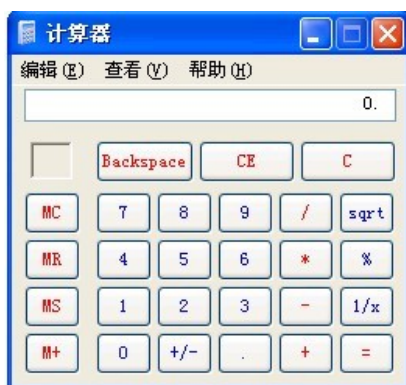 计算器
编辑(E) 查看(V) 帮助(H)
0.
Backspace CE C
MC 7 8 9 / sqrt
MR 4 5 6 * %
MS 1 2 3 - 1/x
M+ 0 +/- . + =